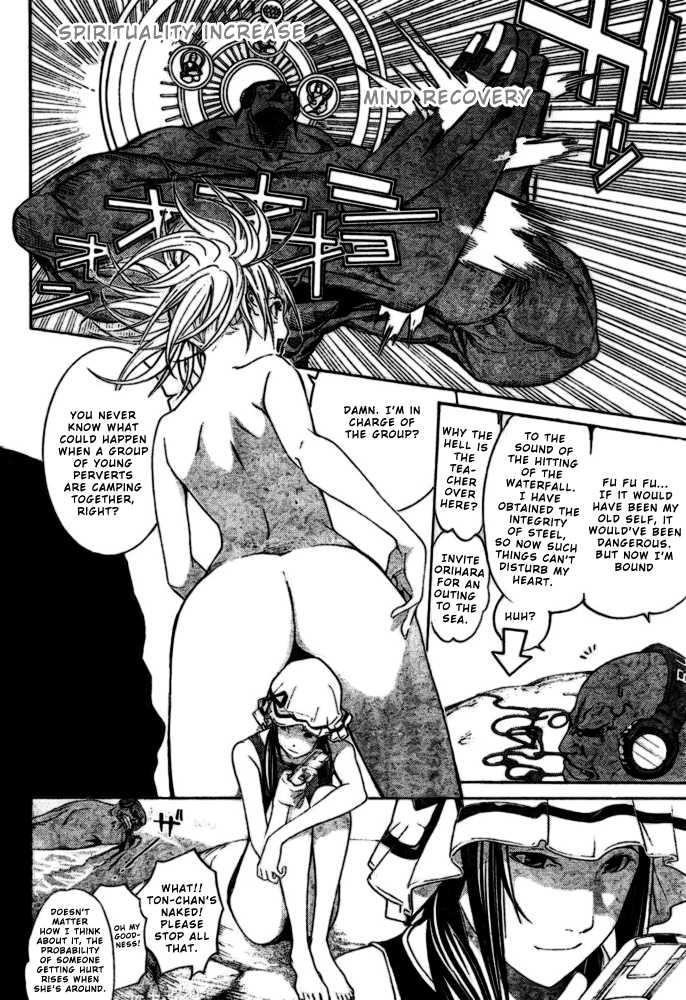 SPIRITUALITY INCREASE
MIND RECOVERY
FU FU FU...
IF IT WOULD
HAVE BEEN MY
OLD SELF, IT
WOULD'VE BEEN
DANGEROUS.
BUT NOW I'M
BOUND
TO THE
SOUND OF
THE HITTING
OF THE
WATERFALL.
I HAVE
OBTAINED THE
INTEGRITY
OF STEEL,
SO NOW SUCH
THINGS CAN'T
DISTURB MY
HEART.
HUH?
WHY THE
HELL IS
THE
TEA-
CHER
OVER
HERE?
INVITE
ORIHARA
FOR AN
OUTING
TO THE
SEA.
DAMN. I'M IN
CHARGE OF
THE GROUP?
YOU NEVER
KNOW WHAT
COULD HAPPEN
WHEN A GROUP
OF YOUNG
PERVERTS
ARE CAMPING
TOGETHER,
RIGHT?
ザ
WHAT!!
TON-CHAN'S
NAKED!
PLEASE
STOP ALL
THAT.
OH MY
GOOD-
NESS!
DOESN'T
MATTER
HOW I THINK
ABOUT IT, THE
PROBABILITY
OF SOMEONE
GETTING HURT
RISES WHEN
SHE'S AROUND.